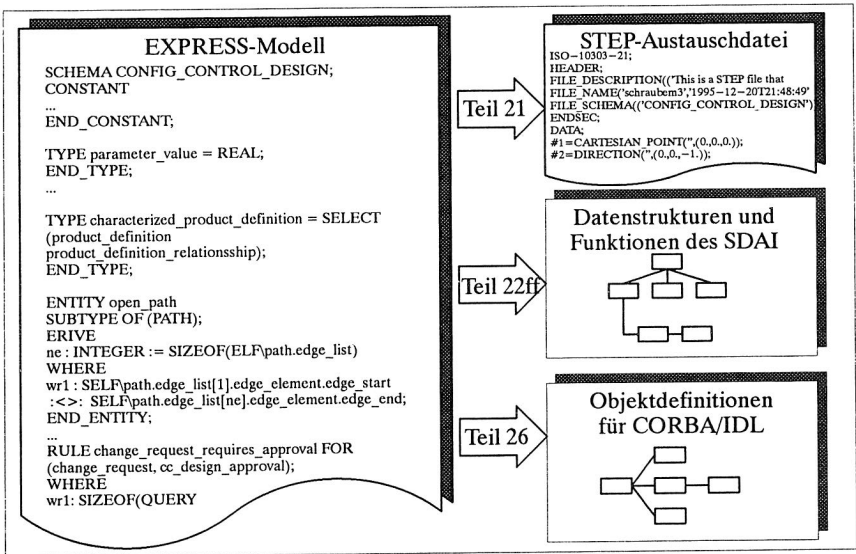 EXPRESS-Modell
SCHEMA CONFIG_CONTROL_DESIGN;
CONSTANT
...
END_CONSTANT;
TYPE parameter_value = REAL;
END_TYPE;
...
TYPE characterized_product_definition = SELECT
(product_definition
product_definition_relationsship);
END_TYPE;
ENTITY open_path
SUBTYPE OF (PATH);
ERIVE
ne : INTEGER := SIZEOF(ELF\path.edge_list)
WHERE
wr1 : SELF\path.edge_list[1].edge_element.edge_start
:<>: SELF\path.edge_list[ne].edge_element.edge_end;
END_ENTITY;
...
RULE change_request_requires_approval FOR
(change_request, cc_design_approval);
WHERE
wr1: SIZEOF(QUERY
Teil 21
STEP-Austauschdatei
ISO−10303−21;
HEADER;
FILE_DESCRIPTION(('This is a STEP file that
FILE_NAME('schraubem3','1995−12−20T21:48:49'
FILE_SCHEMA(('CONFIG_CONTROL_DESIGN')
ENDSEC;
DATA;
#1=CARTESIAN_POINT('',(0.,0.,0.));
#2=DIRECTION('',(0.,0.,−1.));
Teil 22ff
Datenstrukturen und
Funktionen des SDAI
Teil 26
Objektdefinitionen
für CORBA/IDL